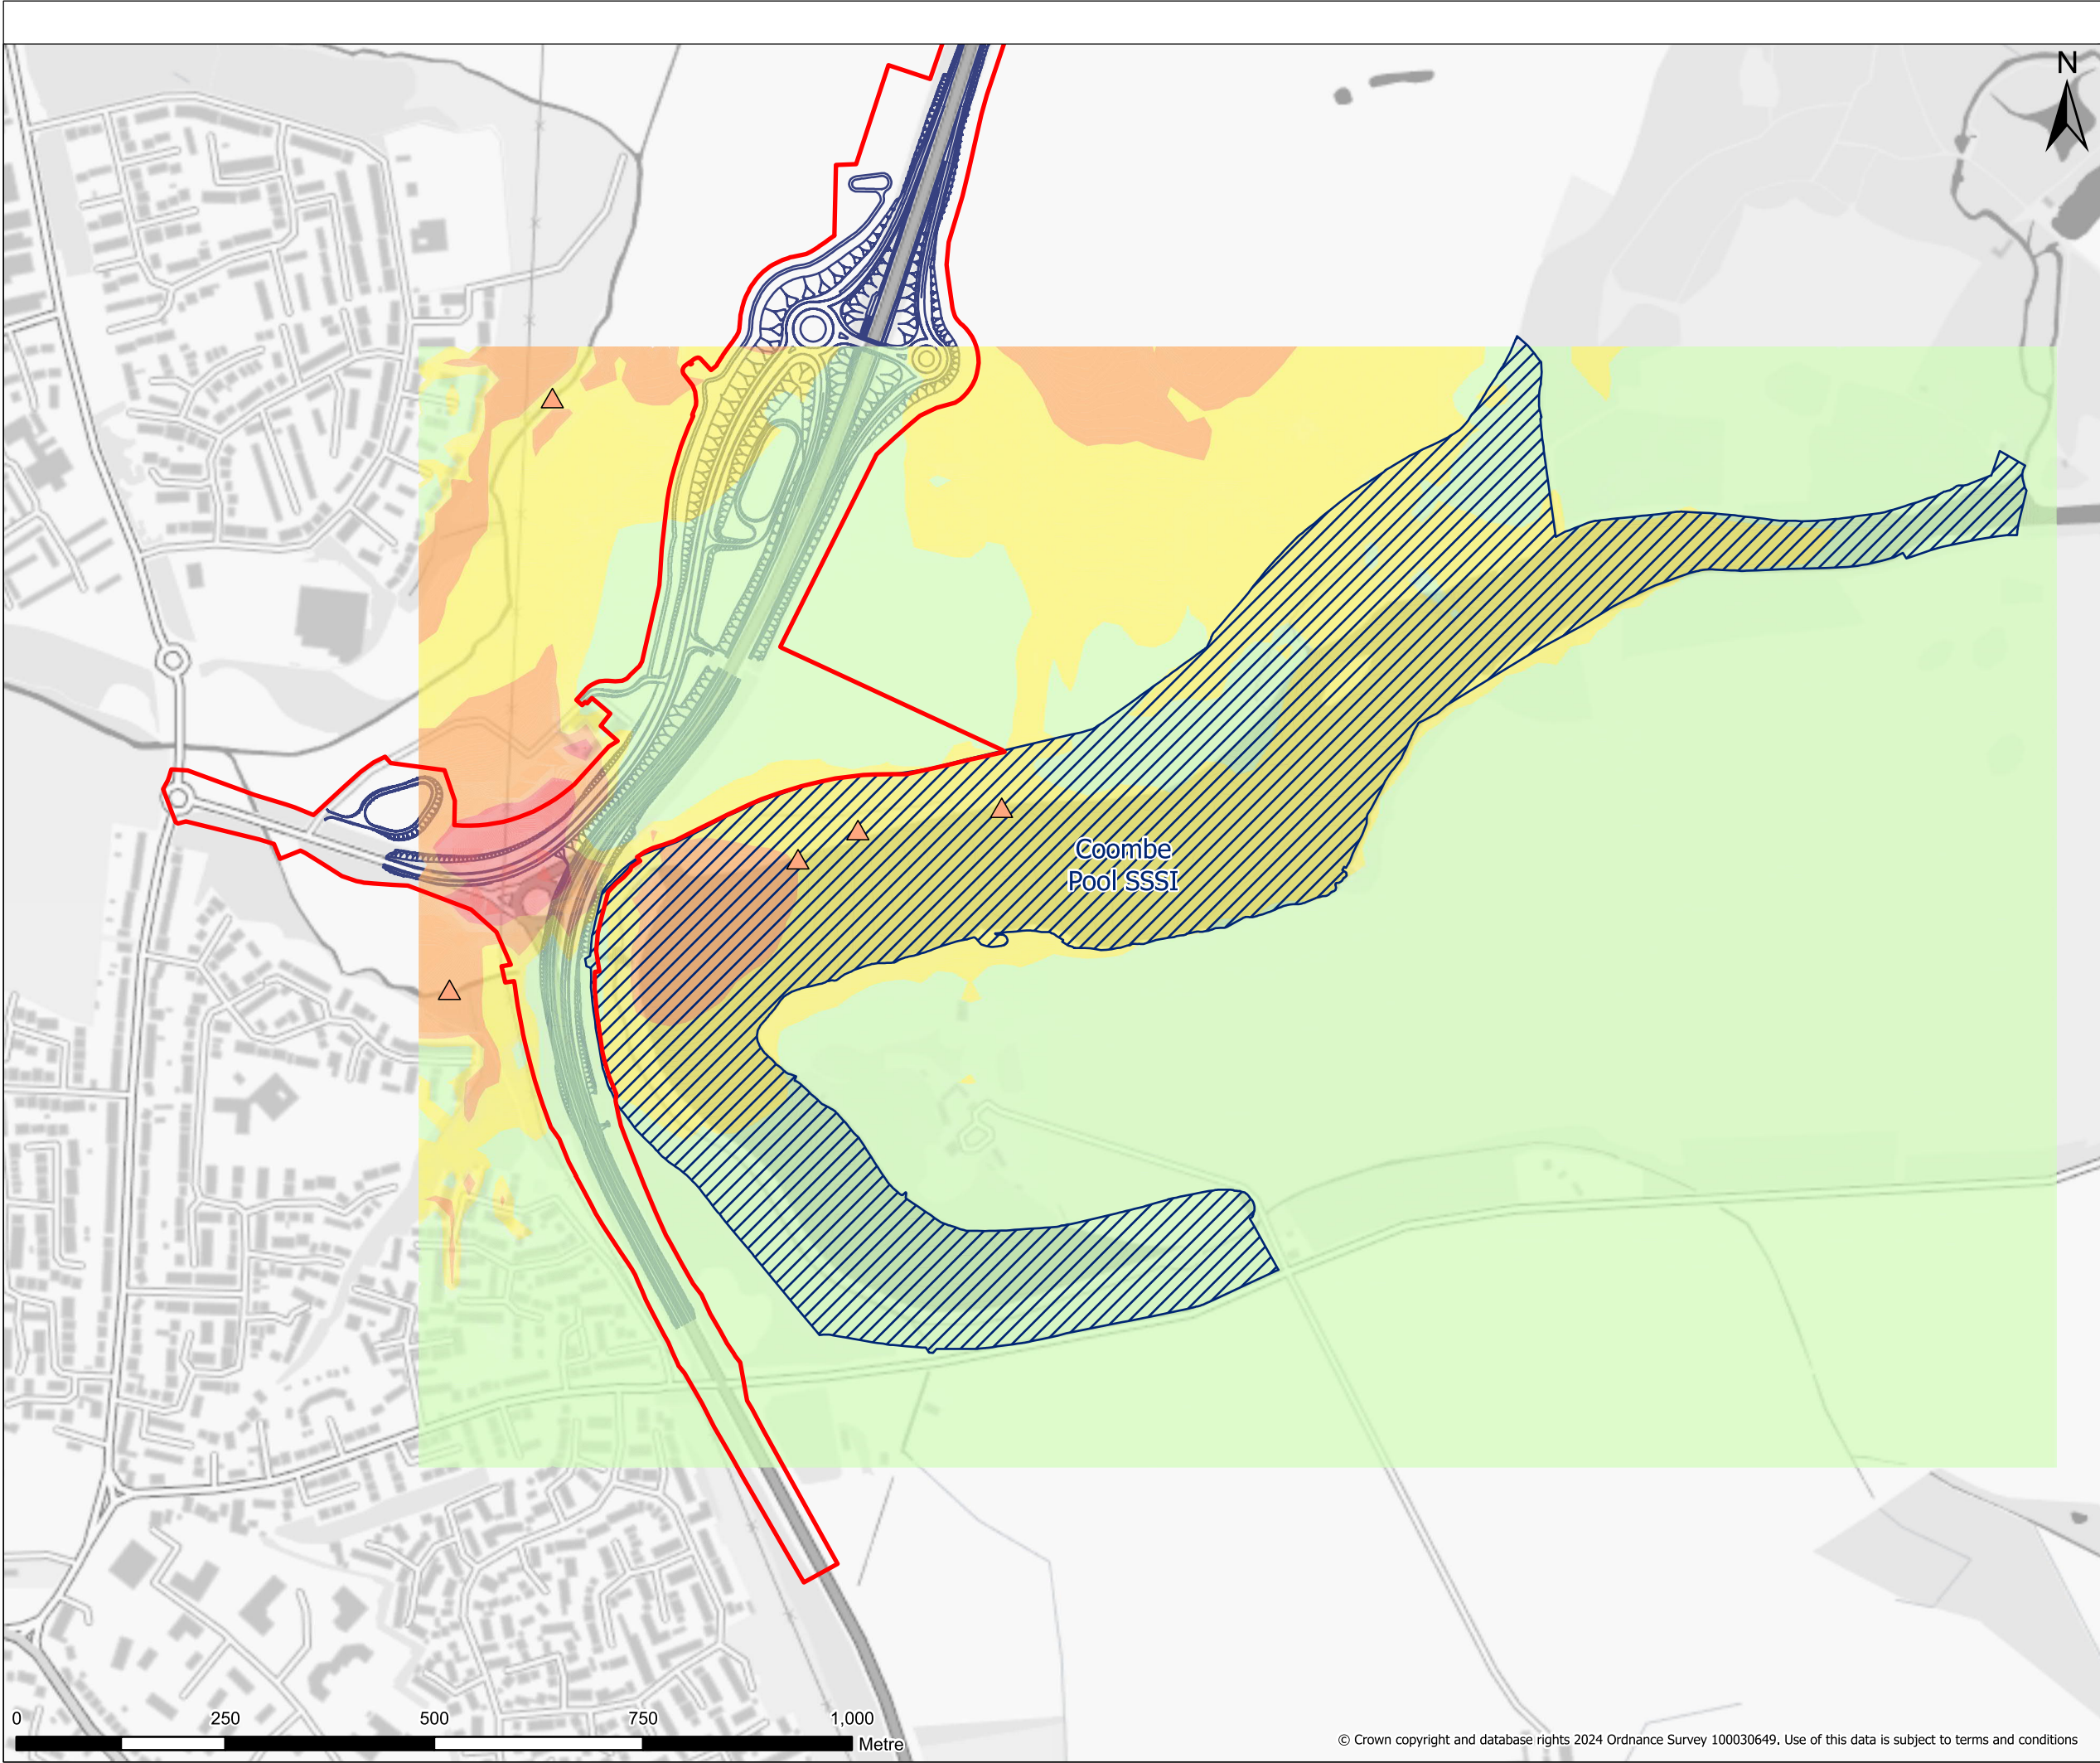 N
Coombe
Pool SSSI
0 250 500 750 1,000
Metre
© Crown copyright and database rights 2024 Ordnance Survey 100030649. Use of this data is subject to terms and conditions